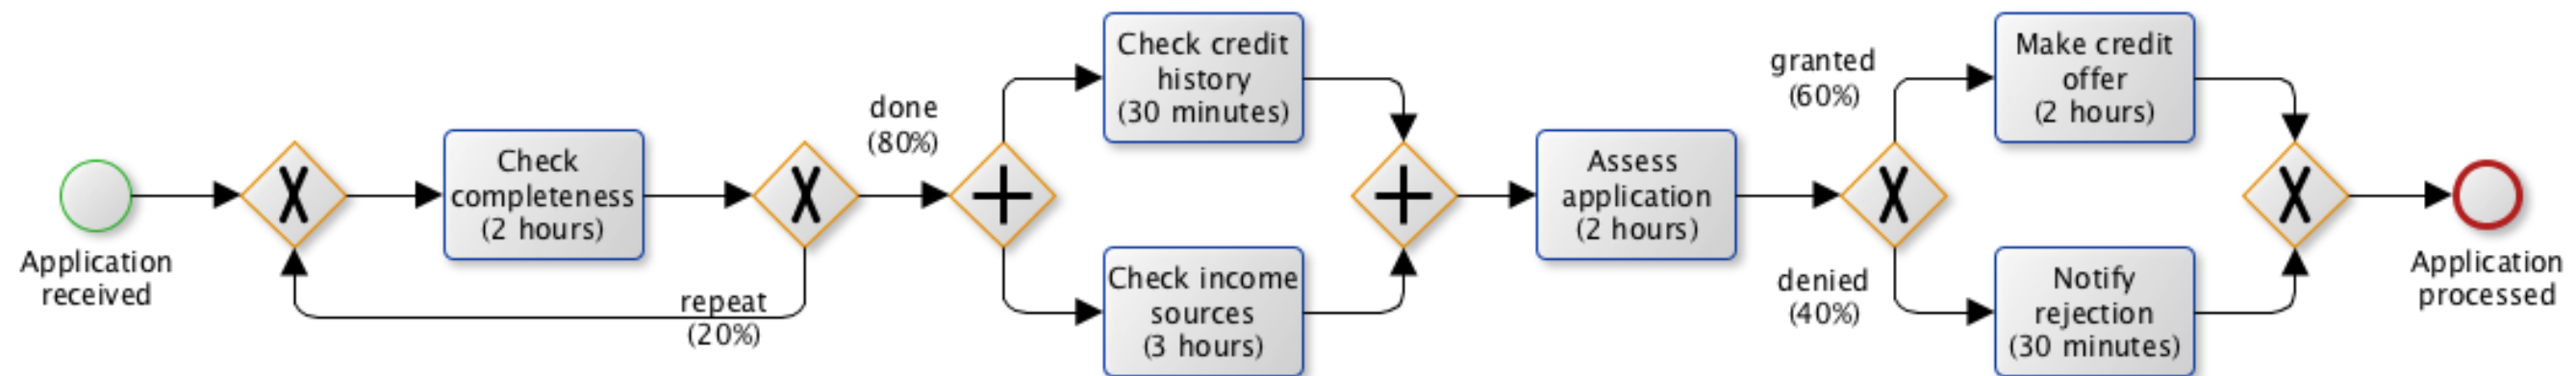 Application
received
Check
completeness
(2 hours)
repeat
(20%)
done
(80%)
Check credit
history
(30 minutes)
Check income
sources
(3 hours)
Assess
application
(2 hours)
granted
(60%)
denied
(40%)
Make credit
offer
(2 hours)
Notify
rejection
(30 minutes)
Application
processed